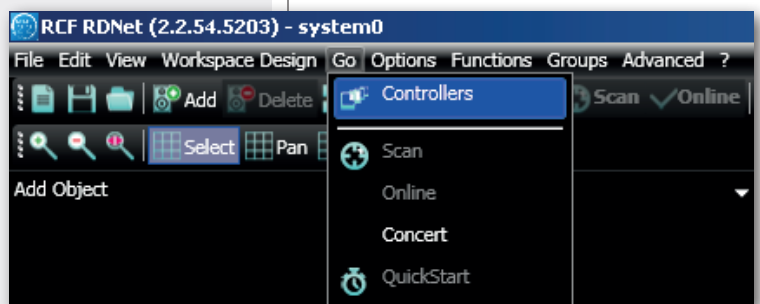 RCF RDNet (2.2.54.5203) - system0
File Edit View Workspace Design Go Options Functions Groups Advanced ?
Add Delete Scan Online
Select Pan
Controllers
Scan
Add Object
Online
Concert
QuickStart